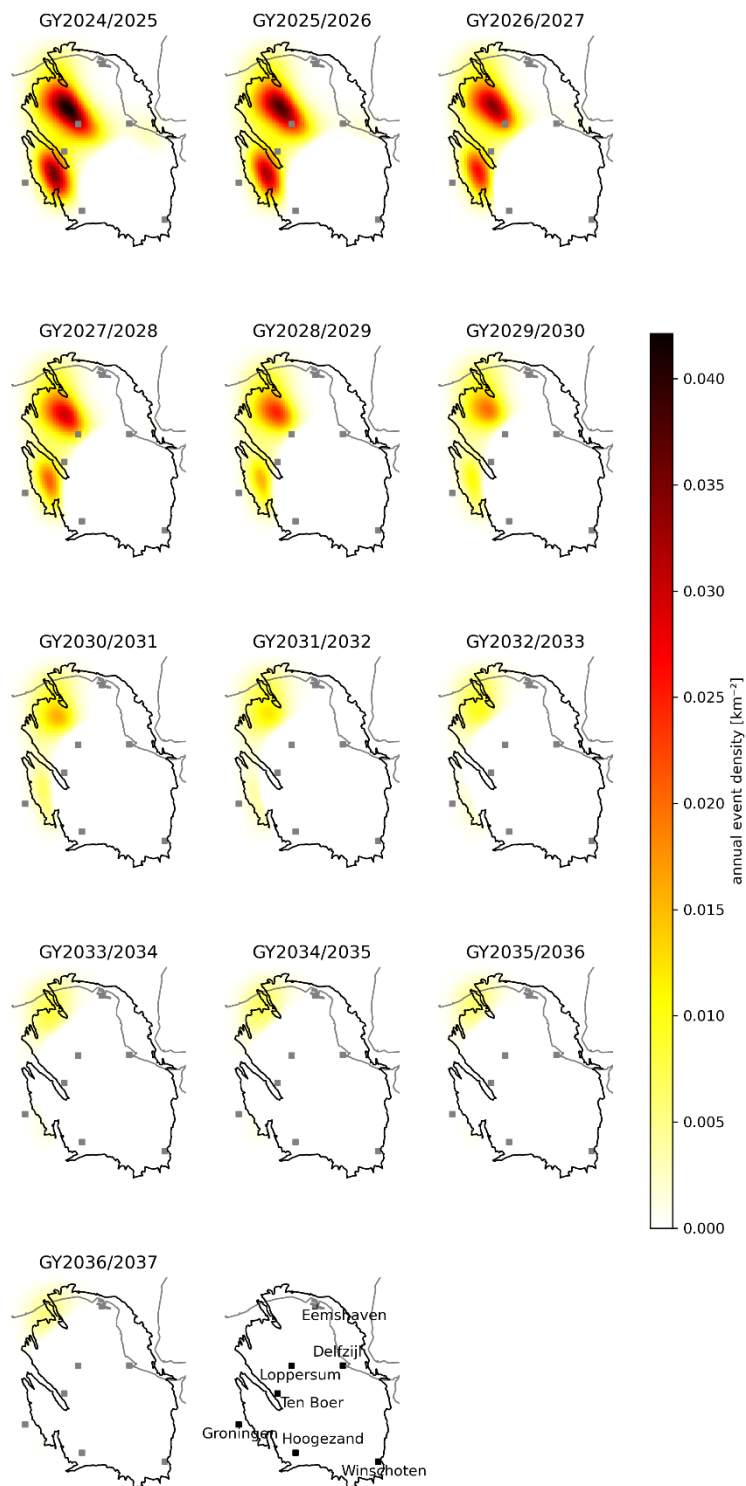 GY2024/2025 GY2025/2026 GY2026/2027
GY2027/2028 GY2028/2029 GY2029/2030
GY2030/2031 GY2031/2032 GY2032/2033
GY2033/2034 GY2034/2035 GY2035/2036
GY2036/2037
Eemshaven
Delfzijl
Loppersum
Ten Boer
Groningen
Hoogezand
Winschoten
0.040
0.035
0.030
0.025
0.020
0.015
0.010
0.005
0.000
annual event density [km⁻²]